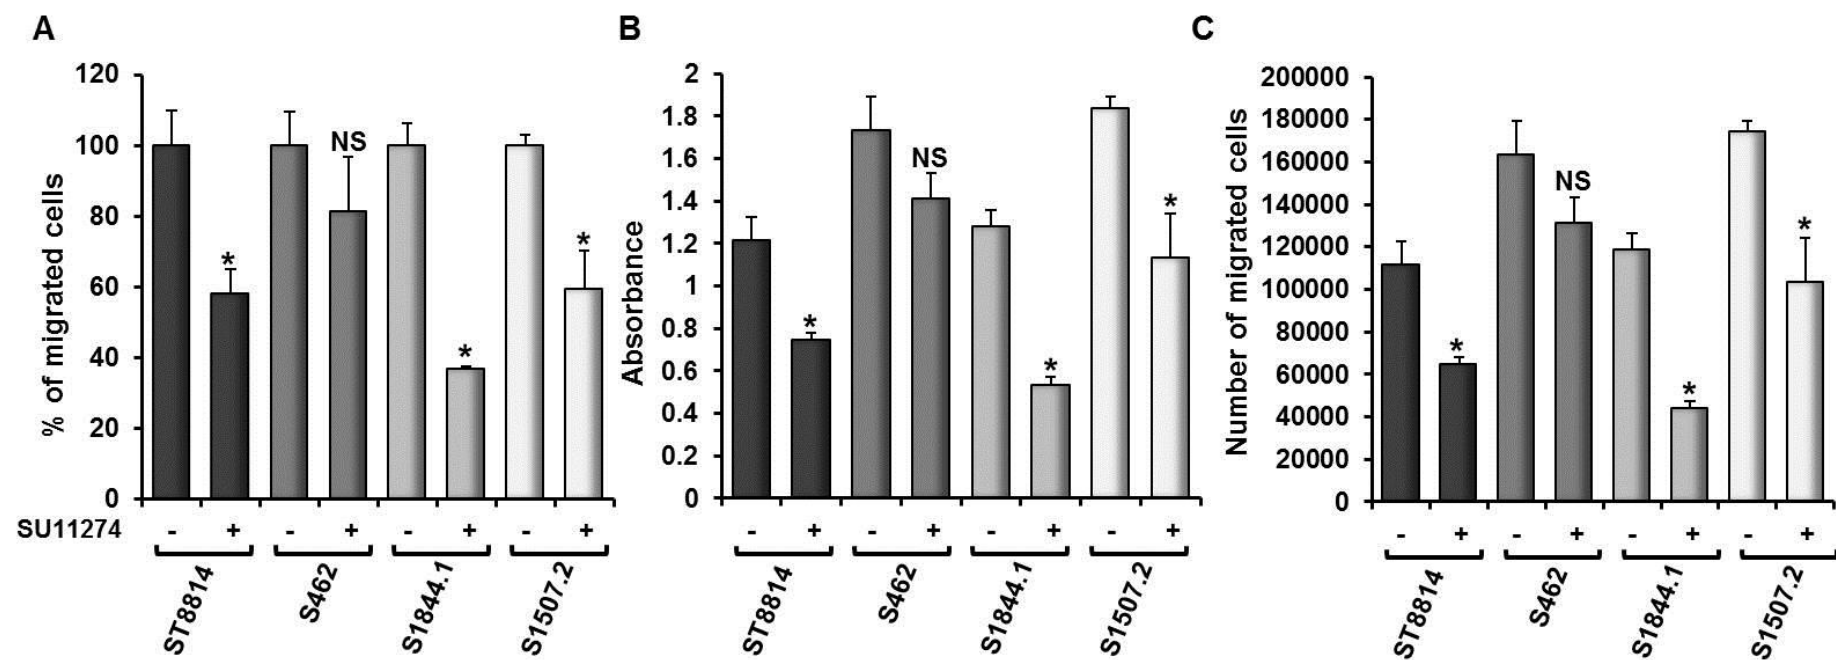 A
% of migrated cells
120
100
80
60
40
20
0
*
NS
*
*
SU11274
- + - + - + - +
ST8814
S462
S1844.1
S1507.2
B
Absorbance
2
1.8
1.6
1.4
1.2
1
0.8
0.6
0.4
0.2
0
*
NS
*
*
- + - + - + - +
ST8814
S462
S1844.1
S1507.2
C
Number of migrated cells
200000
180000
160000
140000
120000
100000
80000
60000
40000
20000
0
*
NS
*
*
- + - + - + - +
ST8814
S462
S1844.1
S1507.2